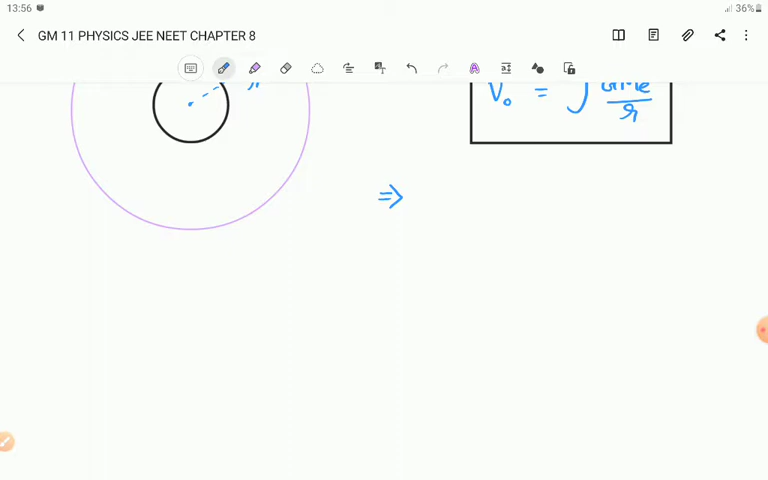 13:56 36%
GM 11 PHYSICS JEE NEET CHAPTER 8
r
V₀ = √ GMe / r
⇒